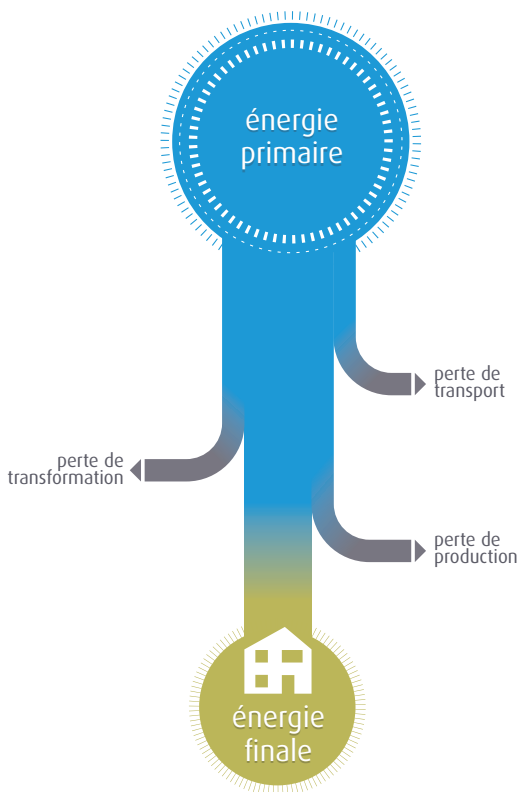 énergie
primaire
perte de
transport
perte de
transformation
perte de
production
énergie
finale